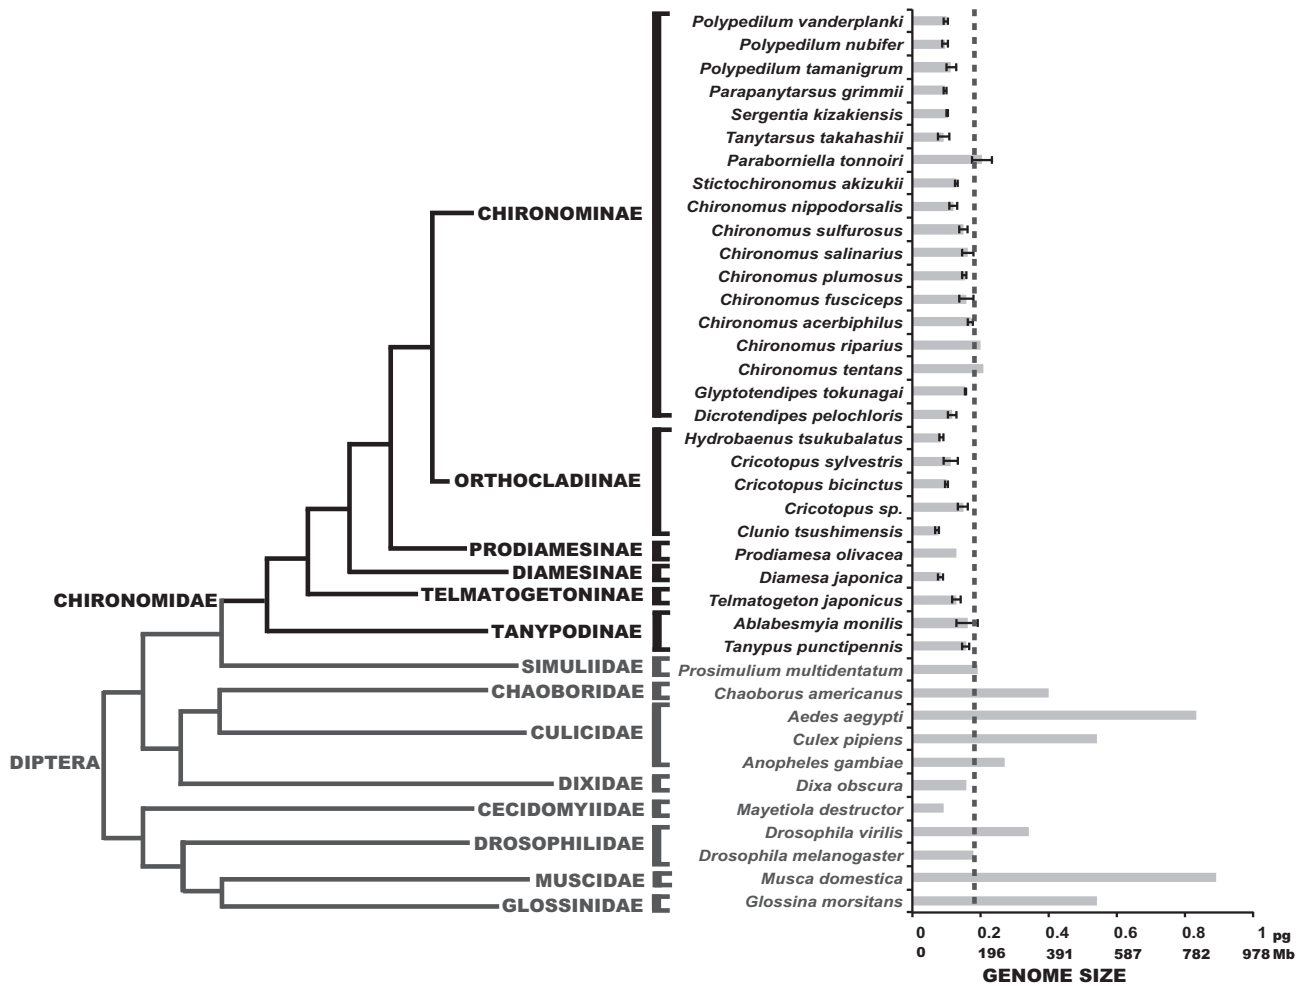 Polypedilum vanderplanki
Polypedilum nubifer
Polypedilum tamanigrum
Parapanytarsus grimmii
Sergentia kizakiensis
Tanytarsus takahashii
Paraborniella tonnoiri
Stictochironomus akizukii
Chironomus nippodorsalis
Chironomus sulfurosus
Chironomus salinarius
Chironomus plumosus
Chironomus fusciceps
Chironomus acerbiphilus
Chironomus riparius
Chironomus tentans
Glyptotendipes tokunagai
Dicrotendipes pelochloris
Hydrobaenus tsukubalatus
Cricotopus sylvestris
Cricotopus bicinctus
Cricotopus sp.
Clunio tsushimensis
Prodiamesa olivacea
Diamesa japonica
Telmatogeton japonicus
Ablabesmyia monilis
Tanypus punctipennis
Prosimulium multidentatum
Chaoborus americanus
Aedes aegypti
Culex pipiens
Anopheles gambiae
Dixa obscura
Mayetiola destructor
Drosophila virilis
Drosophila melanogaster
Musca domestica
Glossina morsitans
CHIRONOMINAE
ORTHOCLADIINAE
PRODIAMESINAE
DIAMESINAE
TELMATOGETONINAE
CHIRONOMIDAE
TANYPODINAE
SIMULIIDAE
CHAOBORIDAE
CULICIDAE
DIPTERA
DIXIDAE
CECIDOMYIIDAE
DROSOPHILIDAE
MUSCIDAE
GLOSSINIDAE
0 0.2 0.4 0.6 0.8 1 pg
0 196 391 587 782 978 Mb
GENOME SIZE